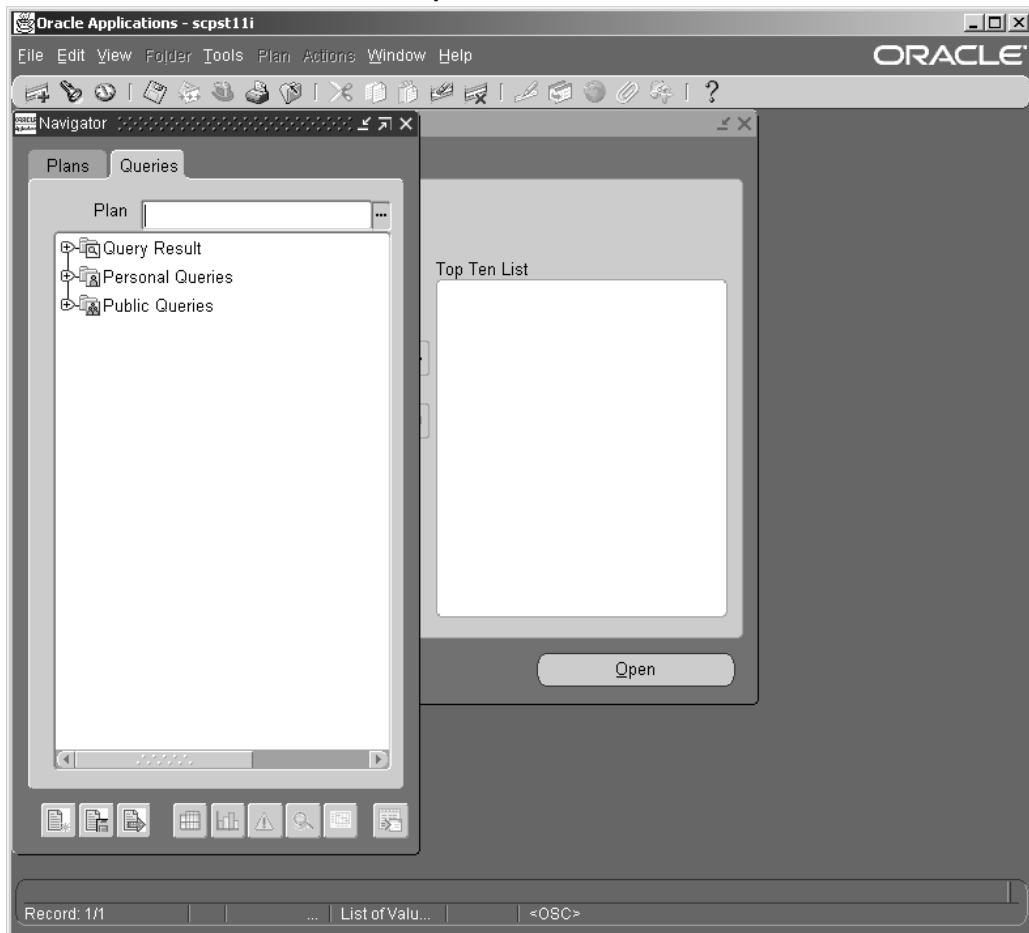 Oracle Applications - scpst11i
File Edit View Folder Tools Plan Actions Window Help
ORACLE
Navigator
Plans Queries
Plan
Query Result
Personal Queries
Public Queries
Top Ten List
Open
Record: 1/1 ... List of Valu... <OSC>